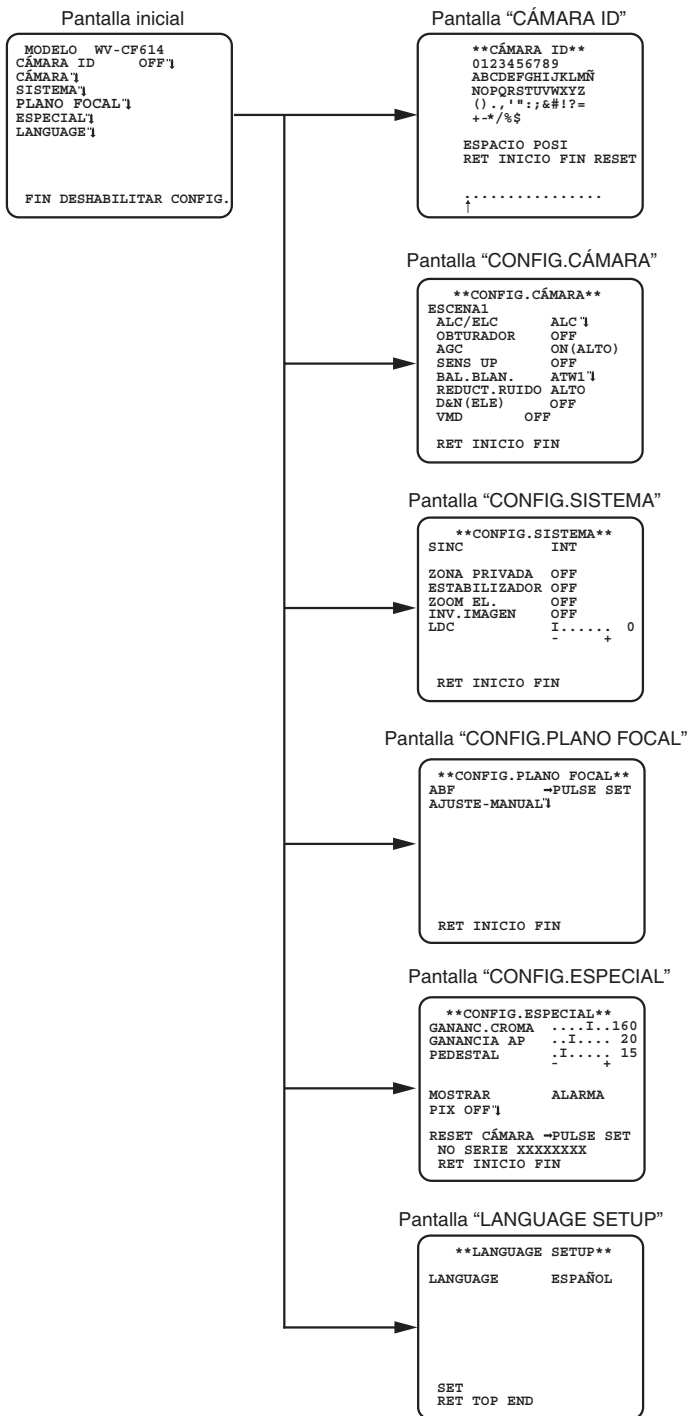 Pantalla inicial
MODELO WV-CF614
CÁMARA ID OFF
CÁMARA
SISTEMA
PLANO FOCAL
ESPECIAL
LANGUAGE
FIN DESHABILITAR CONFIG.
Pantalla “CÁMARA ID”
**CÁMARA ID**
0123456789
ABCDEFGHIJKLMÑ
NOPQRSTUVWXYZ
().,'":;&#!?=
+-*/%$
ESPACIO POSI
RET INICIO FIN RESET
................
↑
Pantalla “CONFIG.CÁMARA”
**CONFIG.CÁMARA**
ESCENA1
ALC/ELC ALC
OBTURADOR OFF
AGC ON(ALTO)
SENS UP OFF
BAL.BLAN. ATW1
REDUCT.RUIDO ALTO
D&N(ELE) OFF
VMD OFF
RET INICIO FIN
Pantalla “CONFIG.SISTEMA”
**CONFIG.SISTEMA**
SINC INT
ZONA PRIVADA OFF
ESTABILIZADOR OFF
ZOOM EL. OFF
INV.IMAGEN OFF
LDC I...... 0
- +
RET INICIO FIN
Pantalla “CONFIG.PLANO FOCAL”
**CONFIG.PLANO FOCAL**
ABF →PULSE SET
AJUSTE-MANUAL
RET INICIO FIN
Pantalla “CONFIG.ESPECIAL”
**CONFIG.ESPECIAL**
GANANC.CROMA ....I..160
GANANCIA AP ..I.... 20
PEDESTAL .I..... 15
- +
MOSTRAR ALARMA
PIX OFF
RESET CÁMARA →PULSE SET
NO SERIE XXXXXXXX
RET INICIO FIN
Pantalla “LANGUAGE SETUP”
**LANGUAGE SETUP**
LANGUAGE ESPAÑOL
SET
RET TOP END